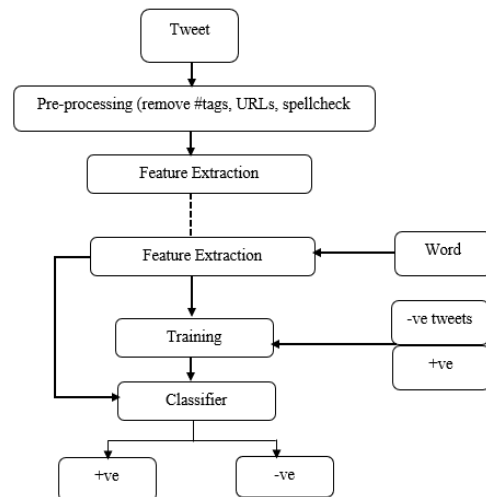 Tweet
Pre-processing (remove #tags, URLs, spellcheck
Feature Extraction
Feature Extraction
Word
-ve tweets
Training
+ve
Classifier
+ve
-ve